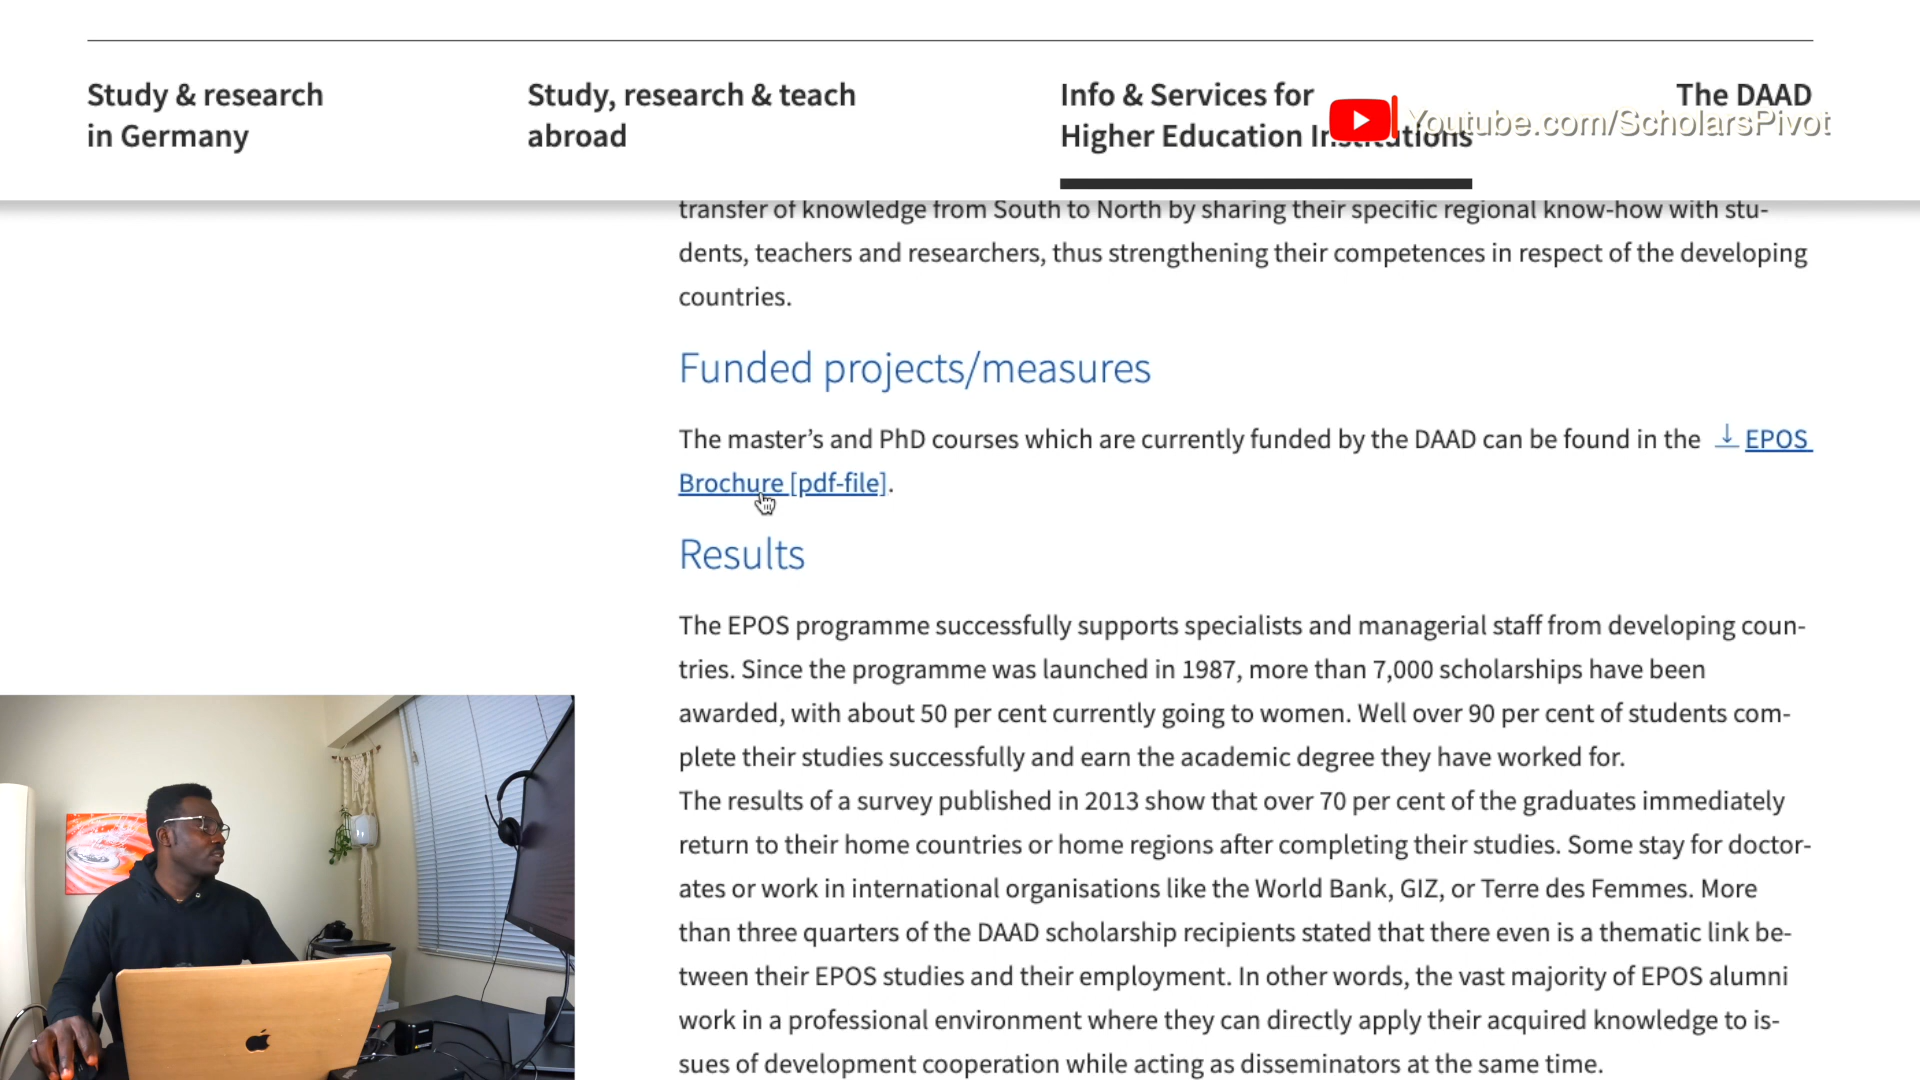 Study & research
in Germany
Study, research & teach
abroad
Info & Services for
Higher Education Institutions
The DAAD
Youtube.com/ScholarsPivot
transfer of knowledge from South to North by sharing their specific regional know-how with stu-
dents, teachers and researchers, thus strengthening their competences in respect of the developing
countries.
Funded projects/measures
The master’s and PhD courses which are currently funded by the DAAD can be found in the EPOS
Brochure [pdf-file].
Results
The EPOS programme successfully supports specialists and managerial staff from developing coun-
tries. Since the programme was launched in 1987, more than 7,000 scholarships have been
awarded, with about 50 per cent currently going to women. Well over 90 per cent of students com-
plete their studies successfully and earn the academic degree they have worked for.
The results of a survey published in 2013 show that over 70 per cent of the graduates immediately
return to their home countries or home regions after completing their studies. Some stay for doctor-
ates or work in international organisations like the World Bank, GIZ, or Terre des Femmes. More
than three quarters of the DAAD scholarship recipients stated that there even is a thematic link be-
tween their EPOS studies and their employment. In other words, the vast majority of EPOS alumni
work in a professional environment where they can directly apply their acquired knowledge to is-
sues of development cooperation while acting as disseminators at the same time.